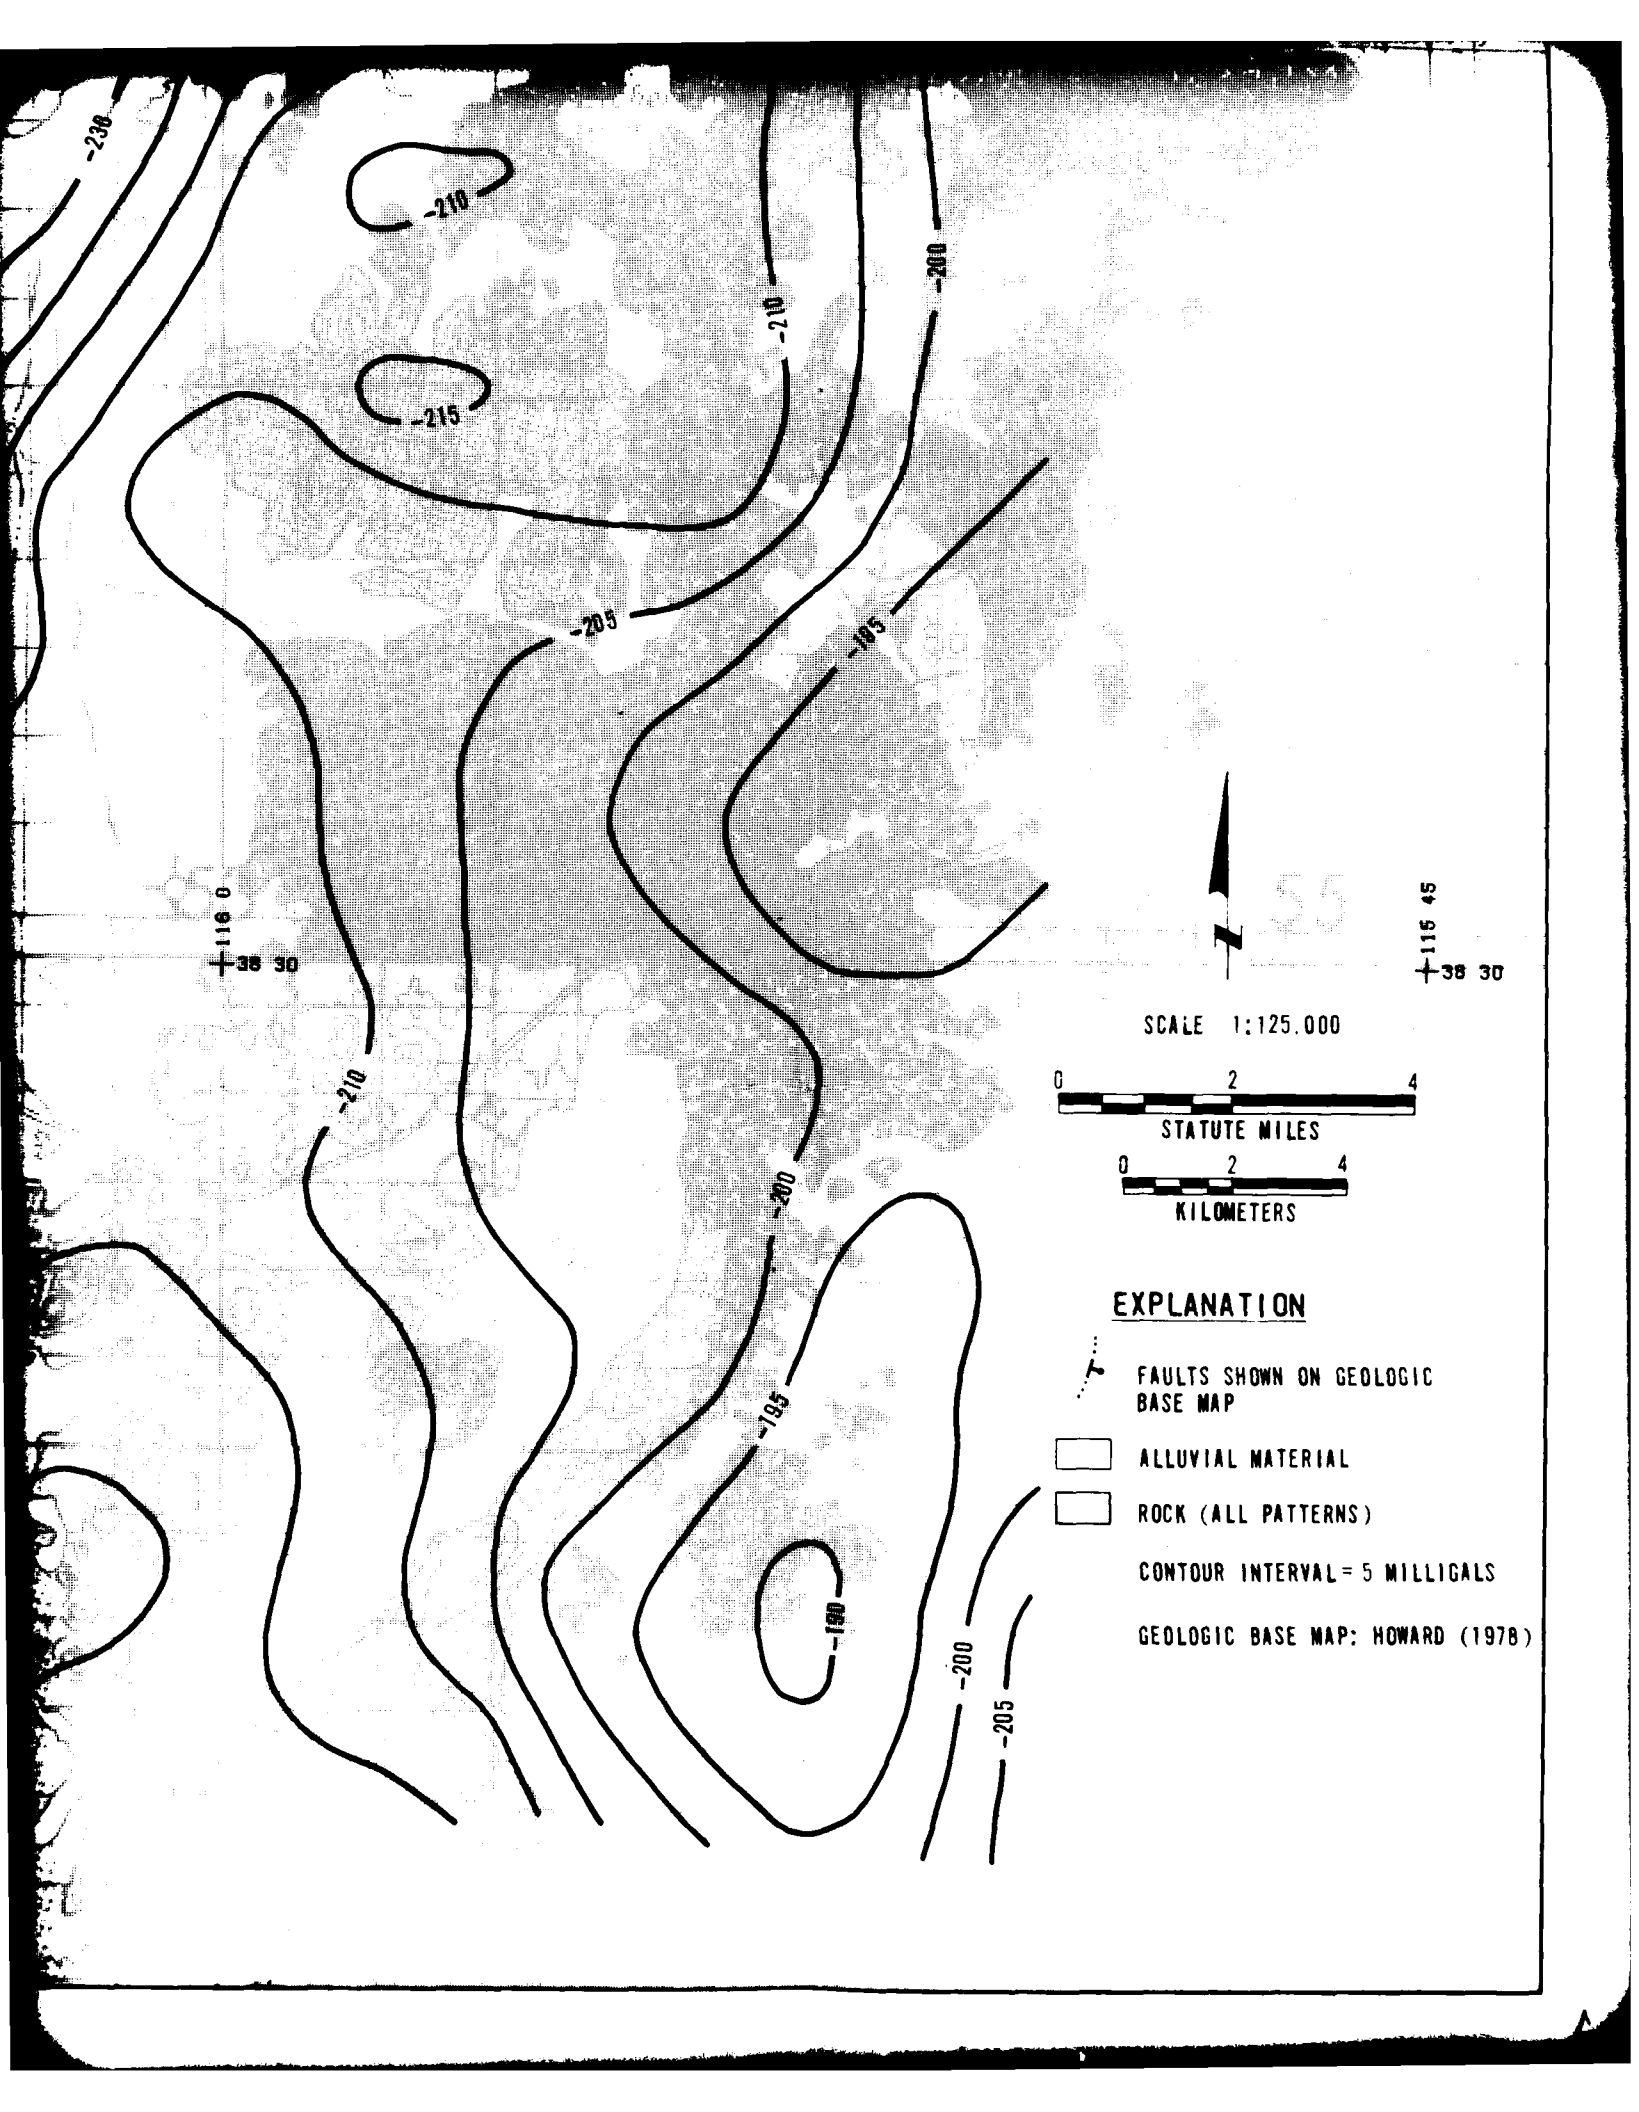 -230
-210
-200
-210
-215
-205
-195
116 0
38 30
115 45
38 30
N
SCALE 1:125,000
0 2 4
STATUTE MILES
0 2 4
KILOMETERS
-210
-200
EXPLANATION
FAULTS SHOWN ON GEOLOGIC
BASE MAP
-195
ALLUVIAL MATERIAL
ROCK (ALL PATTERNS)
CONTOUR INTERVAL = 5 MILLIGALS
-190
GEOLOGIC BASE MAP: HOWARD (1978)
-200
-205